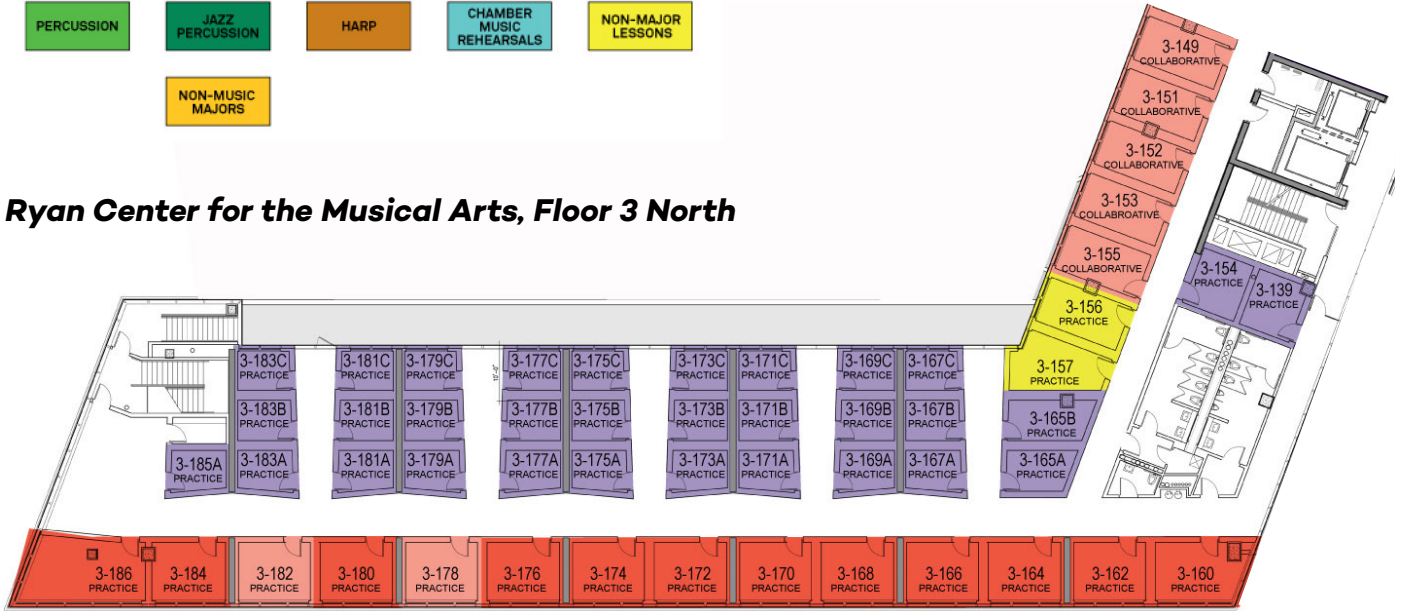 PERCUSSION
JAZZ
PERCUSSION
HARP
CHAMBER
MUSIC
REHEARSALS
NON-MAJOR
LESSONS
NON-MUSIC
MAJORS
Ryan Center for the Musical Arts, Floor 3 North
3-149
COLLABORATIVE
3-151
COLLABORATIVE
3-152
COLLABORATIVE
3-153
COLLABROATIVE
3-155
COLLABORATIVE
3-154
PRACTICE
3-139
PRACTICE
3-156
PRACTICE
3-157
PRACTICE
3-165B
PRACTICE
3-165A
PRACTICE
3-183C
PRACTICE
3-181C
PRACTICE
3-179C
PRACTICE
10'-0"
3-177C
PRACTICE
3-175C
PRACTICE
3-173C
PRACTICE
3-171C
PRACTICE
3-169C
PRACTICE
3-167C
PRACTICE
3-183B
PRACTICE
3-181B
PRACTICE
3-179B
PRACTICE
3-177B
PRACTICE
3-175B
PRACTICE
3-173B
PRACTICE
3-171B
PRACTICE
3-169B
PRACTICE
3-167B
PRACTICE
3-185A
PRACTICE
3-183A
PRACTICE
3-181A
PRACTICE
3-179A
PRACTICE
3-177A
PRACTICE
3-175A
PRACTICE
3-173A
PRACTICE
3-171A
PRACTICE
3-169A
PRACTICE
3-167A
PRACTICE
3-186
PRACTICE
3-184
PRACTICE
3-182
PRACTICE
3-180
PRACTICE
3-178
PRACTICE
3-176
PRACTICE
3-174
PRACTICE
3-172
PRACTICE
3-170
PRACTICE
3-168
PRACTICE
3-166
PRACTICE
3-164
PRACTICE
3-162
PRACTICE
3-160
PRACTICE